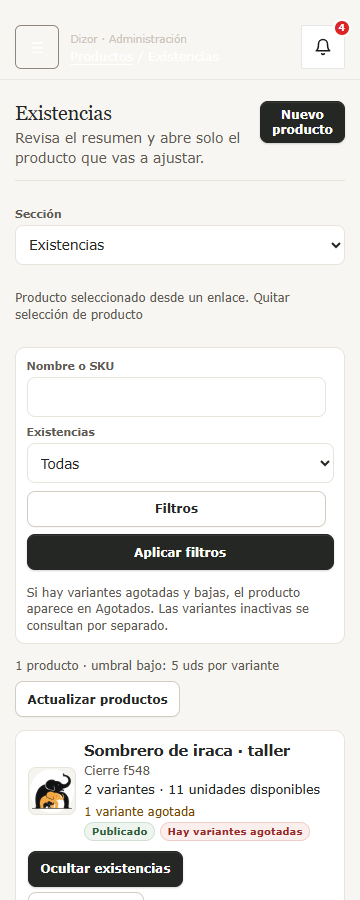 ☰
Dizor · Administración
Productos / Existencias
4
Existencias
Nuevo
producto
Revisa el resumen y abre solo el
producto que vas a ajustar.
Sección
Existencias
Producto seleccionado desde un enlace. Quitar
selección de producto
Nombre o SKU
Existencias
Todas
Filtros
Aplicar filtros
Si hay variantes agotadas y bajas, el producto
aparece en Agotados. Las variantes inactivas se
consultan por separado.
1 producto · umbral bajo: 5 uds por variante
Actualizar productos
Sombrero de iraca · taller
Cierre f548
2 variantes · 11 unidades disponibles
1 variante agotada
Publicado Hay variantes agotadas
Ocultar existencias